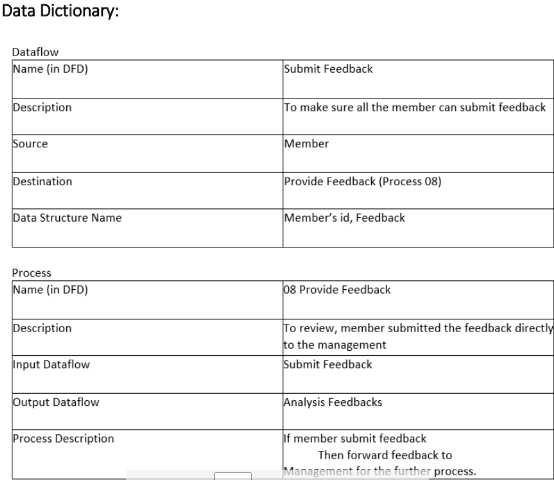 Data Dictionary:
Dataflow
Name (in DFD) Submit Feedback
Description To make sure all the member can submit feedback
Source Member
Destination Provide Feedback (Process 08)
Data Structure Name Member's id, Feedback
Process
Name (in DFD) 08 Provide Feedback
Description To review, member submitted the feedback directly
to the management
Input Dataflow Submit Feedback
Output Dataflow Analysis Feedbacks
Process Description If member submit feedback
Then forward feedback to
Management for the further process.